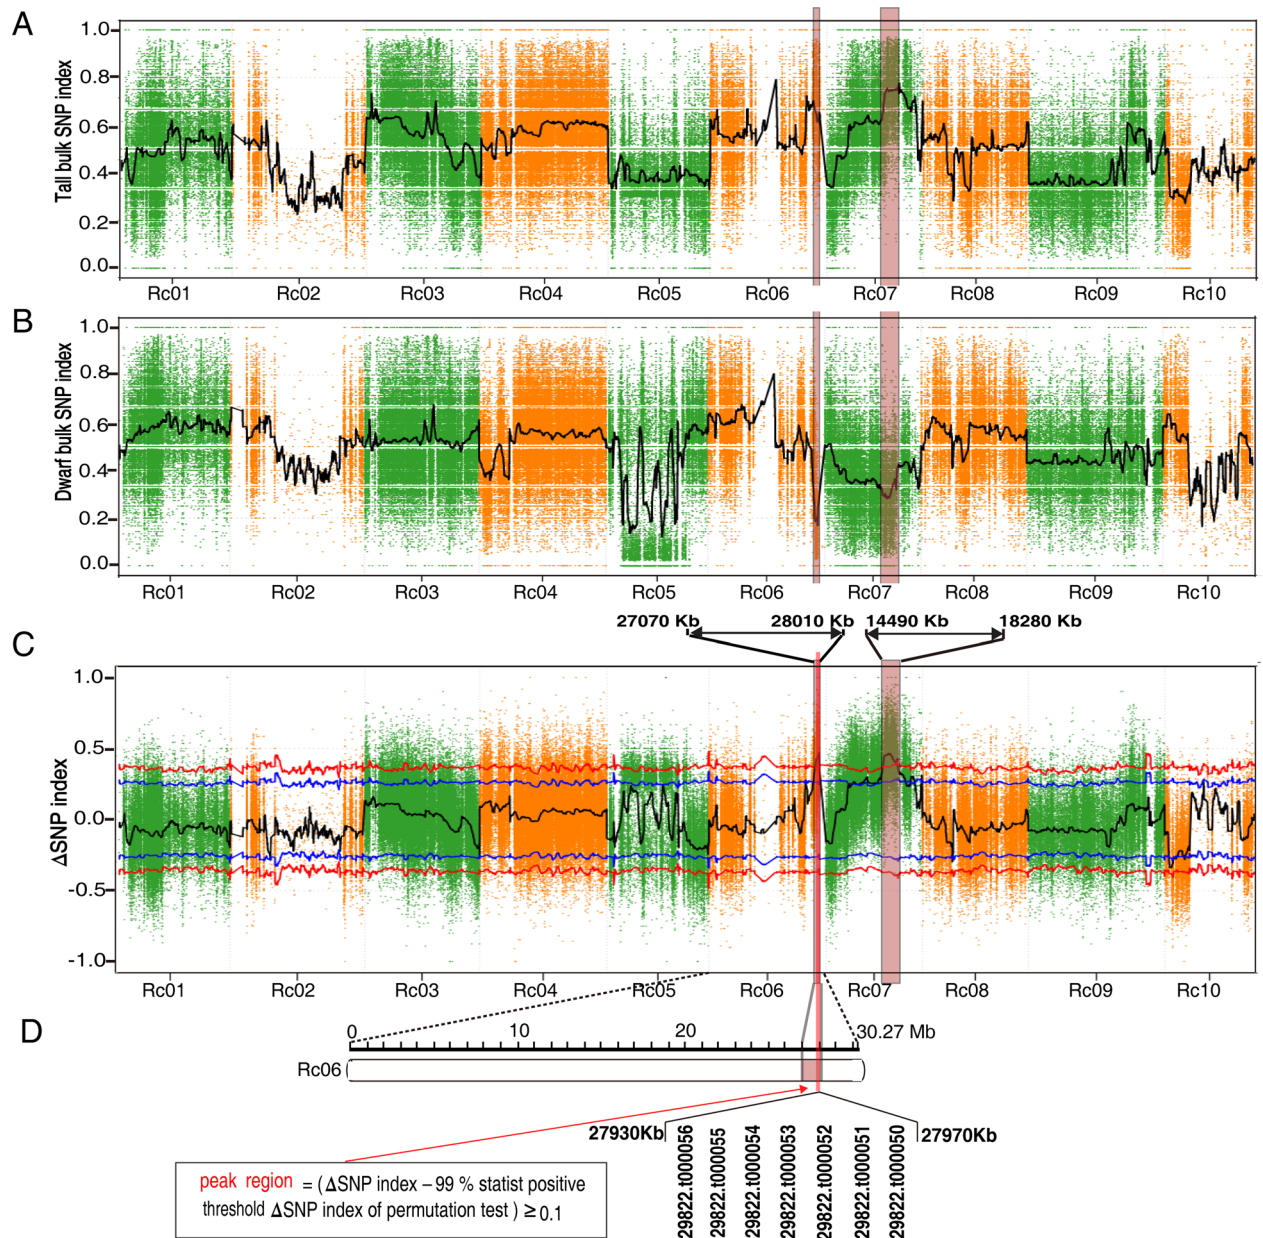 A
Tall bulk SNP index
1.0
0.8
0.6
0.4
0.2
0.0
Rc01 Rc02 Rc03 Rc04 Rc05 Rc06 Rc07 Rc08 Rc09 Rc10
B
Dwarf bulk SNP index
1.0
0.8
0.6
0.4
0.2
0.0
Rc01 Rc02 Rc03 Rc04 Rc05 Rc06 Rc07 Rc08 Rc09 Rc10
27070 Kb 28010 Kb 14490 Kb 18280 Kb
C
ΔSNP index
1.0
0.5
0.0
-0.5
-1.0
Rc01 Rc02 Rc03 Rc04 Rc05 Rc06 Rc07 Rc08 Rc09 Rc10
D
0 10 20 30.27 Mb
Rc06
27930Kb 27970Kb
29822.t000056
29822.t000055
29822.t000054
29822.t000053
29822.t000052
29822.t000051
29822.t000050
peak region = (ΔSNP index – 99 % statist positive
threshold ΔSNP index of permutation test ) ≥ 0.1